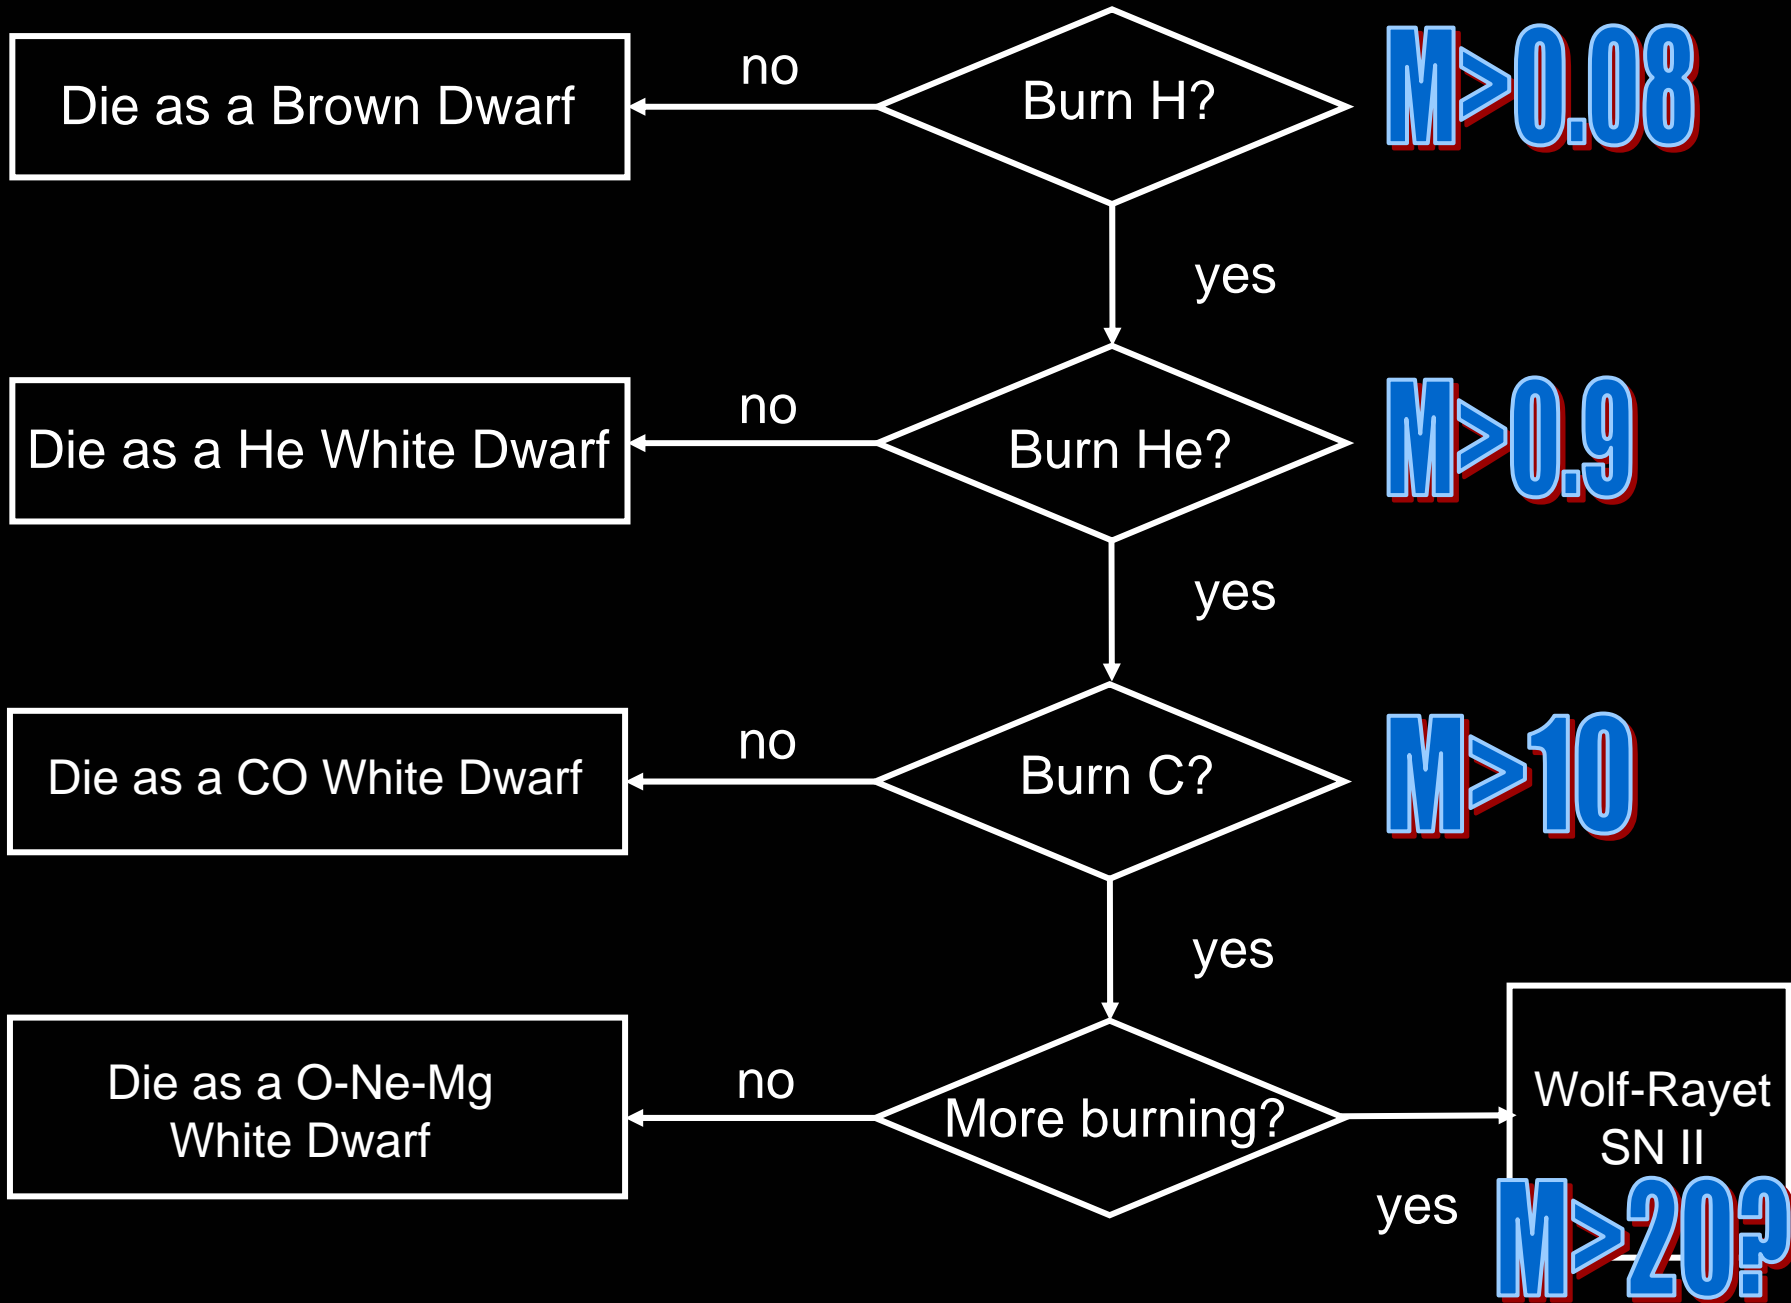 Die as a Brown Dwarf
no
Burn H?
M>0.08
yes
Die as a He White Dwarf
no
Burn He?
M>0.9
yes
Die as a CO White Dwarf
no
Burn C?
M>10
yes
Die as a O-Ne-Mg
White Dwarf
no
More burning?
yes
Wolf-Rayet
SN II
M>20?